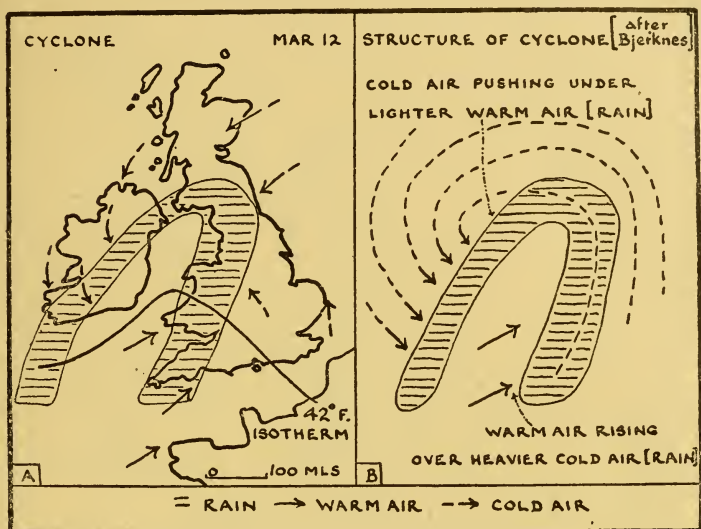 CYCLONE MAR 12
42° F.
ISOTHERM
0 100 MLS
A
STRUCTURE OF CYCLONE [after Bjerknes]
COLD AIR PUSHING UNDER
LIGHTER WARM AIR [RAIN]
WARM AIR RISING
OVER HEAVIER COLD AIR [RAIN]
B
= RAIN → WARM AIR --→ COLD AIR